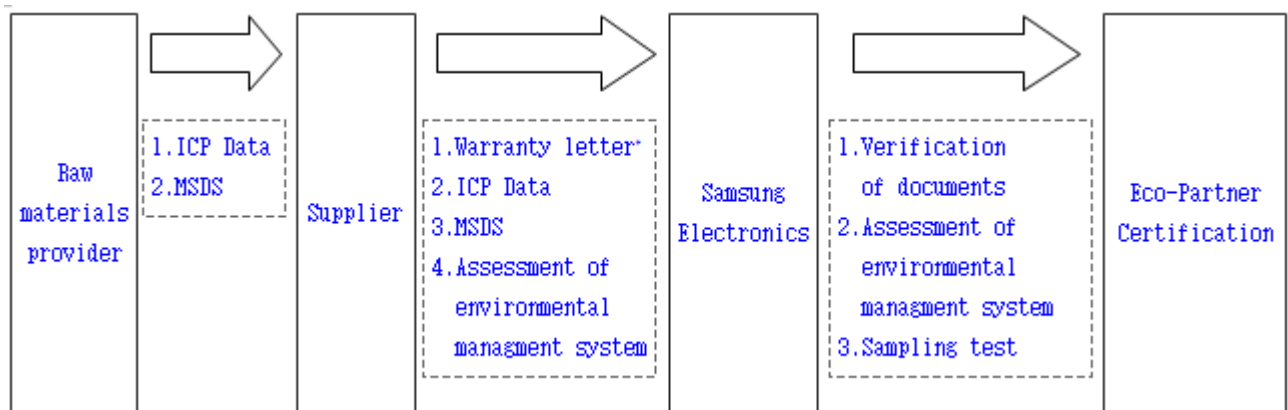 Raw
materials
provider
1.ICP Data
2.MSDS
Supplier
1.Warranty letter*
2.ICP Data
3.MSDS
4.Assessment of
environmental
managment system
Samsung
Electronics
1.Verification
of documents
2.Assessment of
environmental
managment system
3.Sampling test
Eco-Partner
Certification